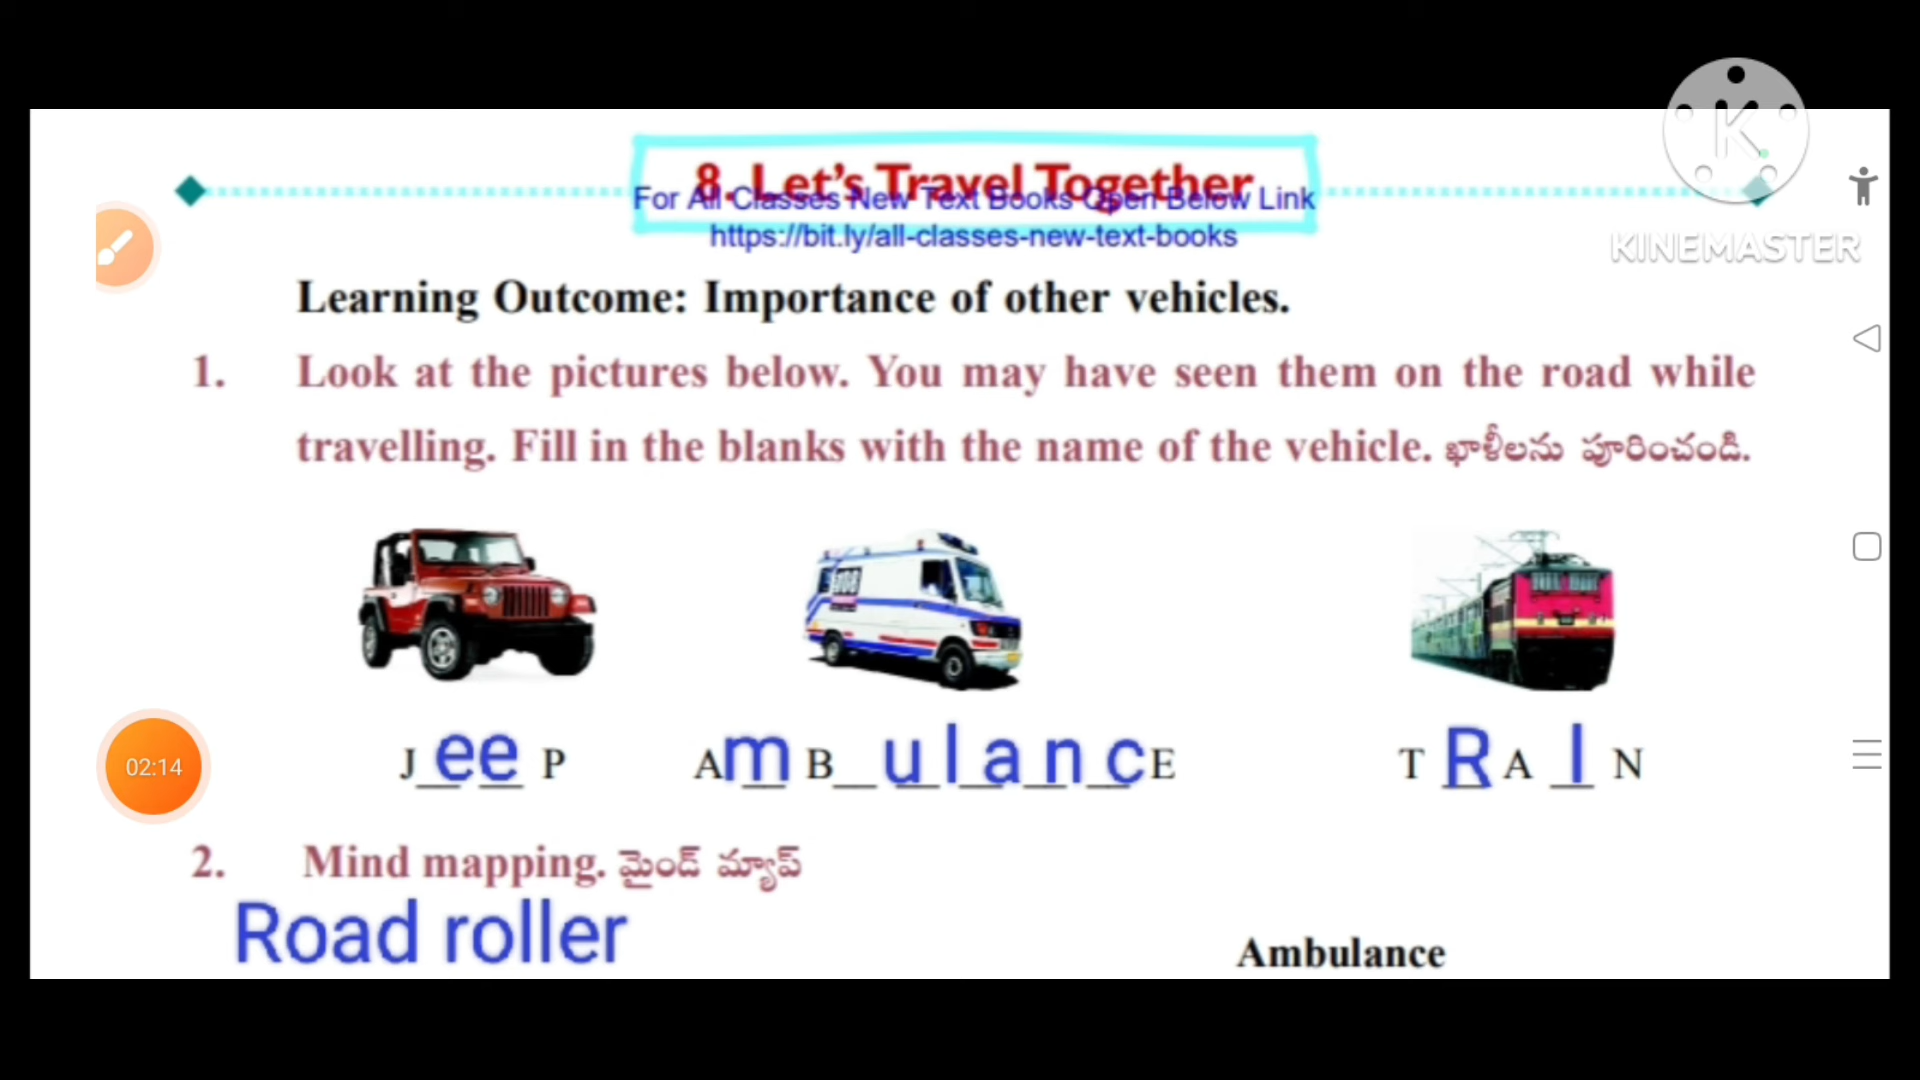 8. Let's Travel Together
For All Classes New Text Books Open Below Link
https://bit.ly/all-classes-new-text-books
KINEMASTER
Learning Outcome: Importance of other vehicles.
1. Look at the pictures below. You may have seen them on the road while
travelling. Fill in the blanks with the name of the vehicle. ఖాళీలను పూరించండి.
108
J ee P AmB ulancE T R A I N
02:14
2. Mind mapping. మైండ్ మ్యాప్
Road roller
Ambulance